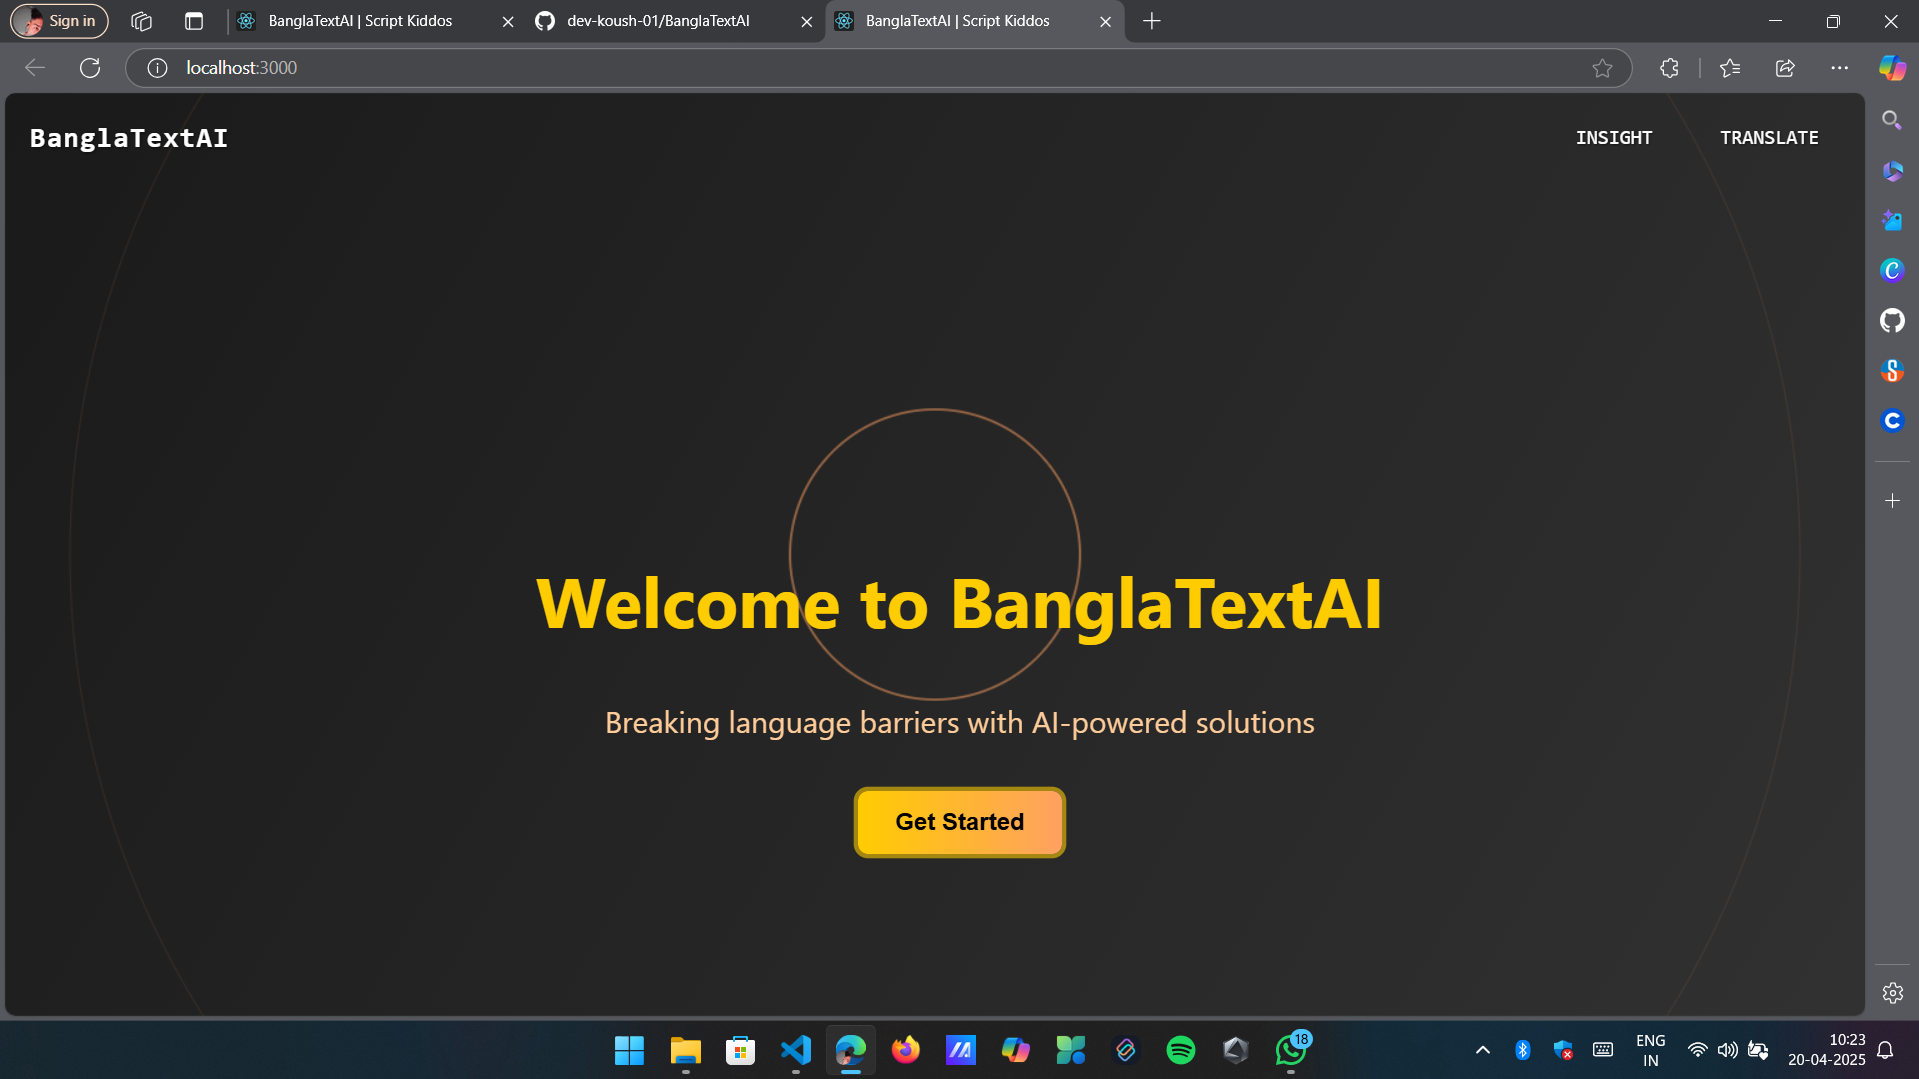 Sign in
BanglaTextAI | Script Kiddos
dev-koush-01/BanglaTextAI
BanglaTextAI | Script Kiddos
localhost:3000
BanglaTextAI
INSIGHT
TRANSLATE
Welcome to BanglaTextAI
Breaking language barriers with AI-powered solutions
Get Started
18
ENG
IN
10:23
20-04-2025